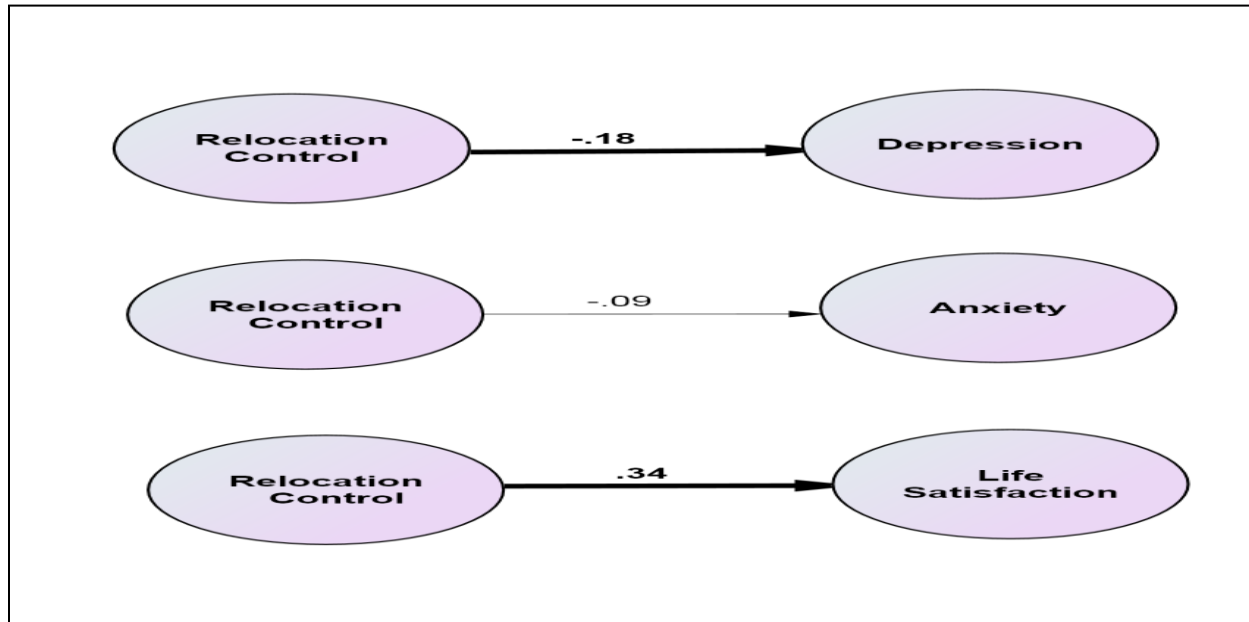 Relocation
Control
-.18
Depression
Relocation
Control
-.09
Anxiety
Relocation
Control
.34
Life
Satisfaction